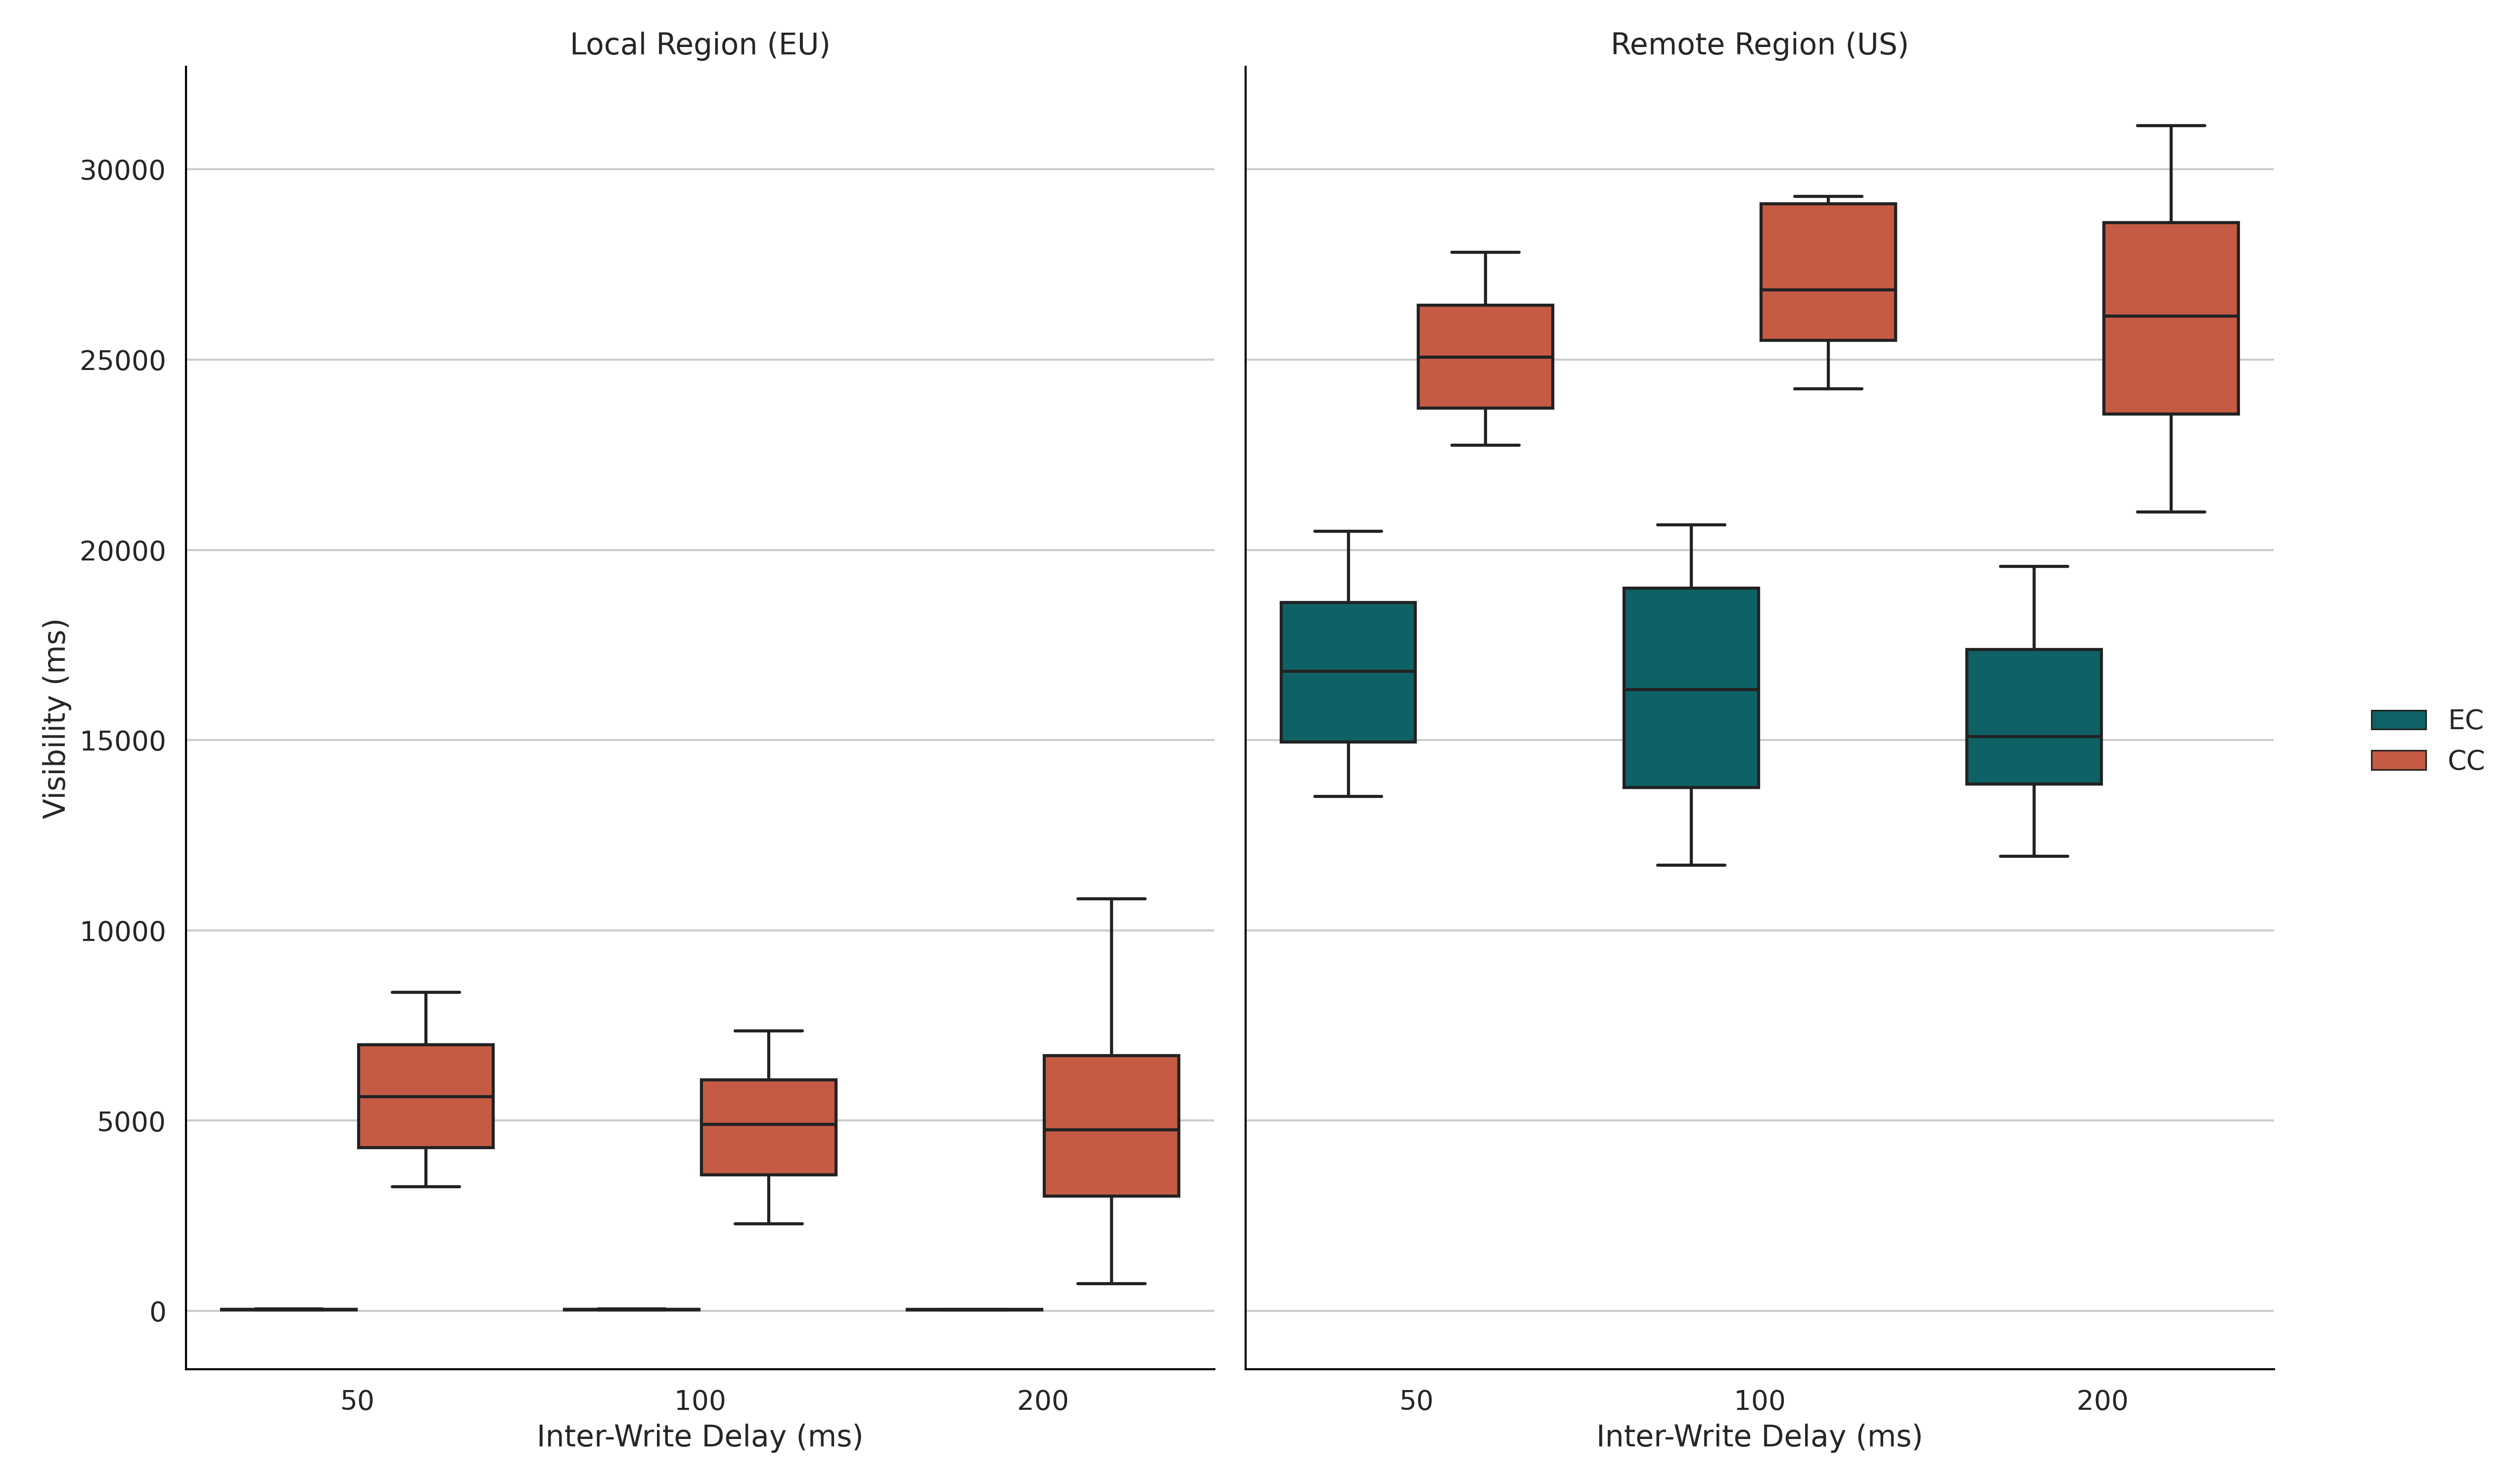 Local Region (EU)
Remote Region (US)
Visibility (ms)
30000
25000
20000
15000
10000
5000
0
50
100
200
Inter-Write Delay (ms)
50
100
200
Inter-Write Delay (ms)
EC
CC